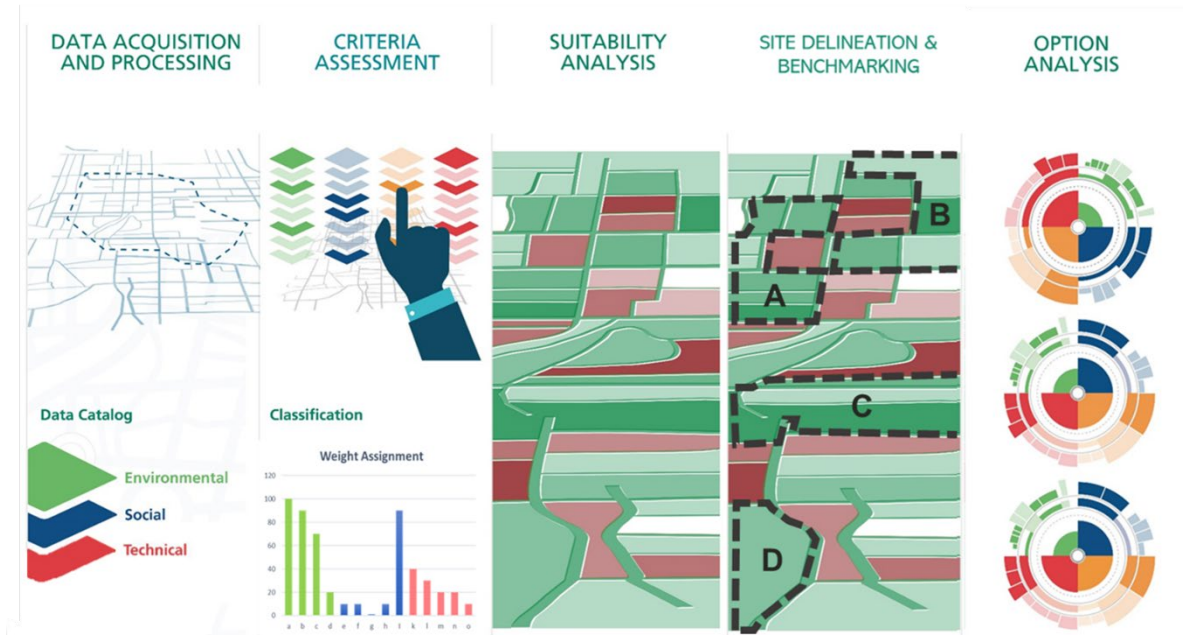 DATA ACQUISITION
AND PROCESSING
CRITERIA
ASSESSMENT
SUITABILITY
ANALYSIS
SITE DELINEATION &
BENCHMARKING
OPTION
ANALYSIS
B
A
C
D
Data Catalog
Environmental
Social
Technical
Classification
Weight Assignment
120
100
80
60
40
20
0
a b c d e f g h I k l m n o